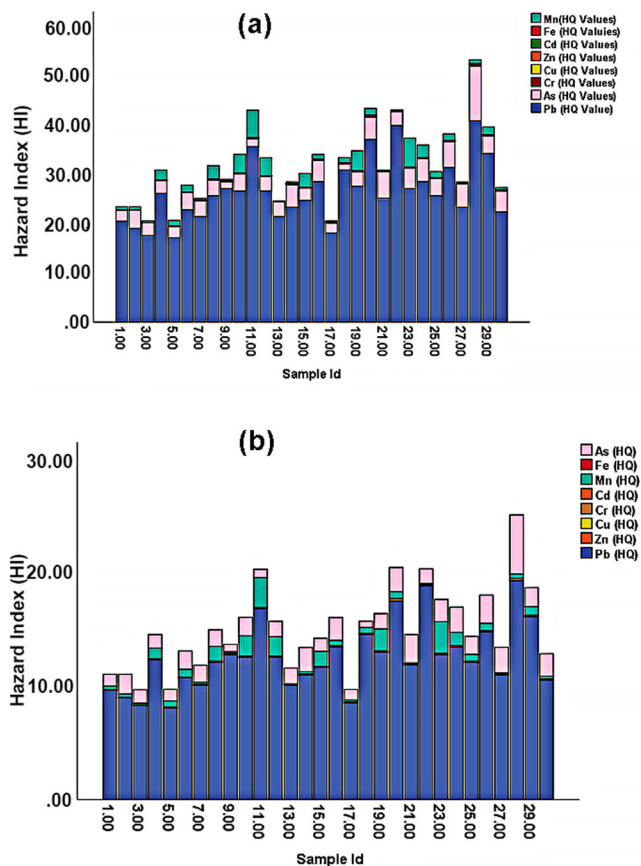 (a)
Hazard Index (HI)
60.00
50.00
40.00
30.00
20.00
10.00
.00
1.00
3.00
5.00
7.00
9.00
11.00
13.00
15.00
17.00
19.00
21.00
23.00
25.00
27.00
29.00
Sample Id
Mn(HQ Values)
Fe (HQ Valuies)
Cd (HQ Values)
Zn (HQ Values)
Cu (HQ Values)
Cr (HQ Values)
As (HQ Values)
Pb (HQ Value)
(b)
Hazard Index (HI)
30.00
20.00
10.00
.00
1.00
3.00
5.00
7.00
9.00
11.00
13.00
15.00
17.00
19.00
21.00
23.00
25.00
27.00
29.00
Sample Id
As (HQ)
Fe (HQ)
Mn (HQ)
Cd (HQ)
Cr (HQ)
Cu (HQ)
Zn (HQ)
Pb (HQ)